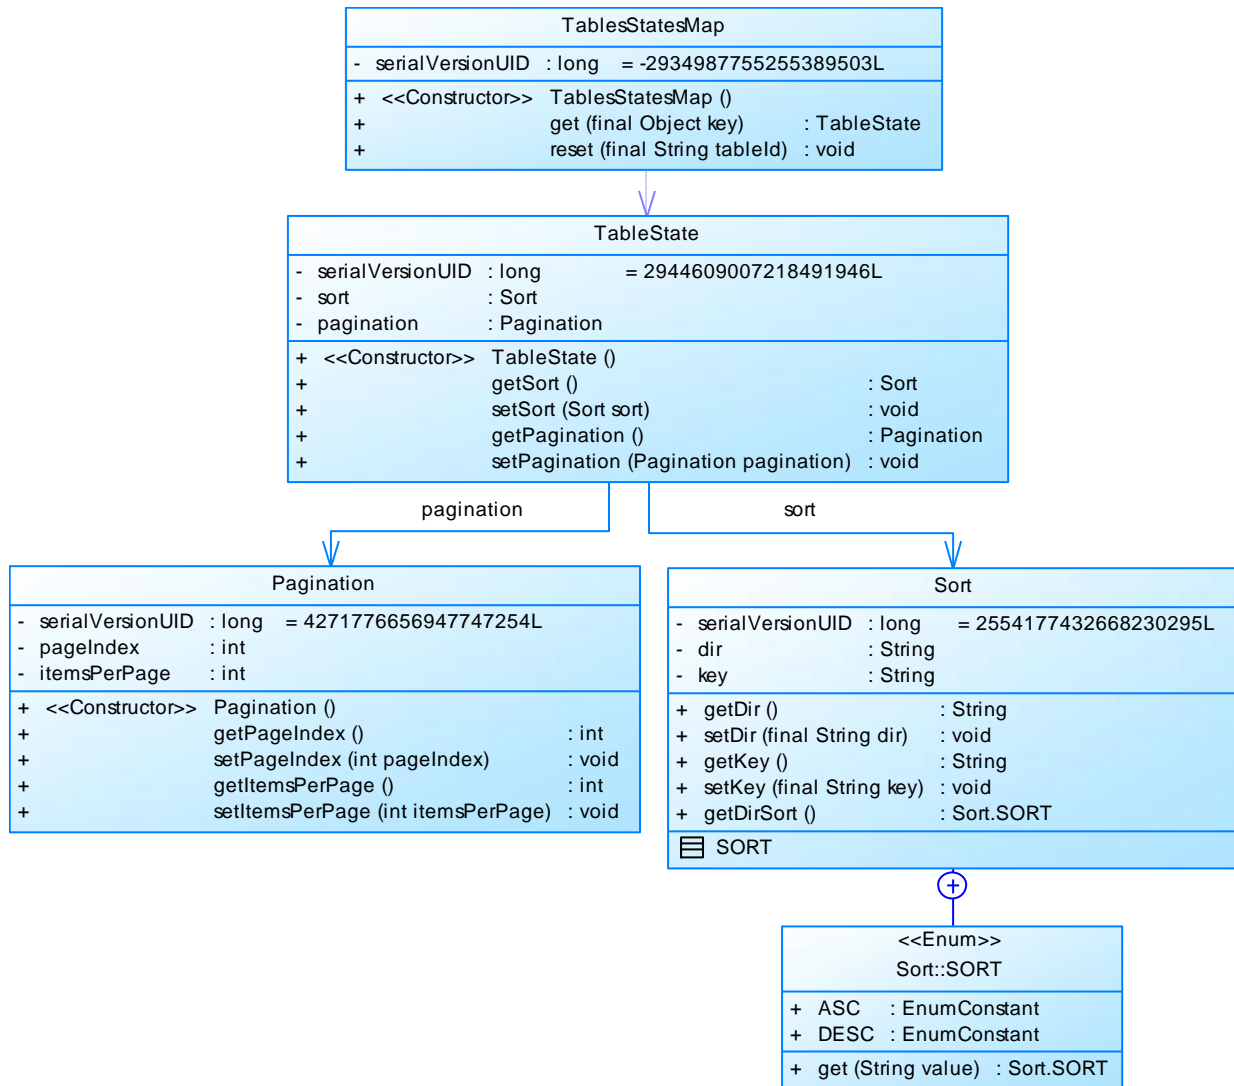 TablesStatesMap
- serialVersionUID : long = -2934987755255389503L
+ <<Constructor>> TablesStatesMap ()
+ get (final Object key) : TableState
+ reset (final String tableId) : void
TableState
- serialVersionUID : long = 2944609007218491946L
- sort : Sort
- pagination : Pagination
+ <<Constructor>> TableState ()
+ getSort () : Sort
+ setSort (Sort sort) : void
+ getPagination () : Pagination
+ setPagination (Pagination pagination) : void
pagination
sort
Pagination
- serialVersionUID : long = 4271776656947747254L
- pageIndex : int
- itemsPerPage : int
+ <<Constructor>> Pagination ()
+ getPageIndex () : int
+ setPageIndex (int pageIndex) : void
+ getItemsPerPage () : int
+ setItemsPerPage (int itemsPerPage) : void
Sort
- serialVersionUID : long = 2554177432668230295L
- dir : String
- key : String
+ getDir () : String
+ setDir (final String dir) : void
+ getKey () : String
+ setKey (final String key) : void
+ getDirSort () : Sort.SORT
SORT
<<Enum>>
Sort::SORT
+ ASC : EnumConstant
+ DESC : EnumConstant
+ get (String value) : Sort.SORT